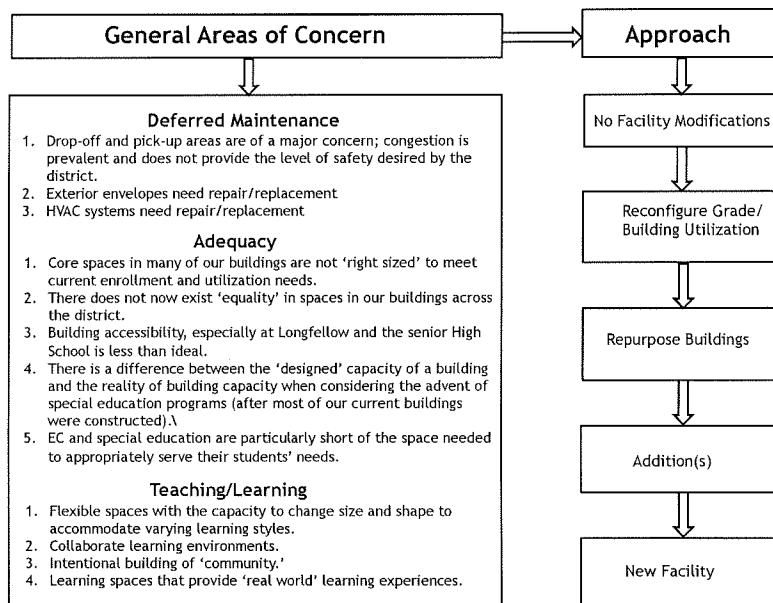 General Areas of Concern
Approach
Deferred Maintenance
1. Drop-off and pick-up areas are of a major concern; congestion is
prevalent and does not provide the level of safety desired by the
district.
2. Exterior envelopes need repair/replacement
3. HVAC systems need repair/replacement
Adequacy
1. Core spaces in many of our buildings are not ‘right sized’ to meet
current enrollment and utilization needs.
2. There does not now exist ‘equality’ in spaces in our buildings across
the district.
3. Building accessibility, especially at Longfellow and the senior High
School is less than ideal.
4. There is a difference between the ‘designed’ capacity of a building
and the reality of building capacity when considering the advent of
special education programs (after most of our current buildings
were constructed).\
5. EC and special education are particularly short of the space needed
to appropriately serve their students’ needs.
Teaching/Learning
1. Flexible spaces with the capacity to change size and shape to
accommodate varying learning styles.
2. Collaborate learning environments.
3. Intentional building of ‘community.’
4. Learning spaces that provide ‘real world’ learning experiences.
No Facility Modifications
Reconfigure Grade/
Building Utilization
Repurpose Buildings
Addition(s)
New Facility